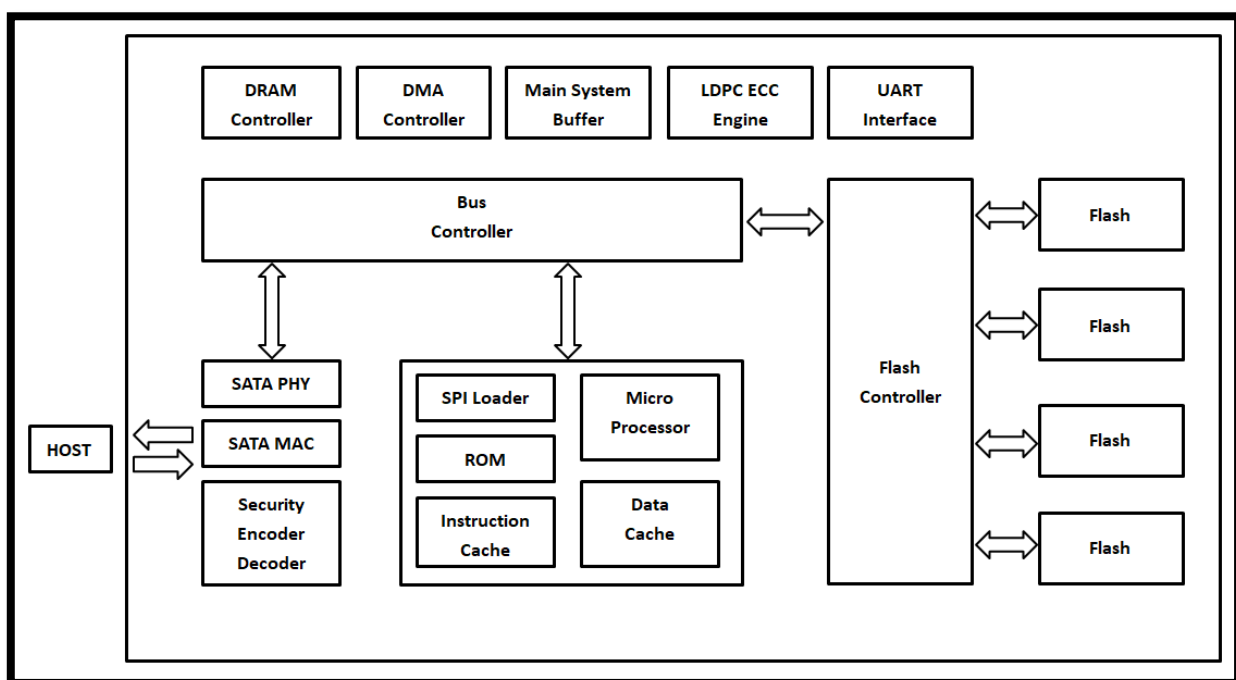 DRAM
Controller
DMA
Controller
Main System
Buffer
LDPC ECC
Engine
UART
Interface
Bus
Controller
Flash
Controller
Flash
Flash
Flash
Flash
HOST
SATA PHY
SATA MAC
Security
Encoder
Decoder
SPI Loader
ROM
Instruction
Cache
Micro
Processor
Data
Cache